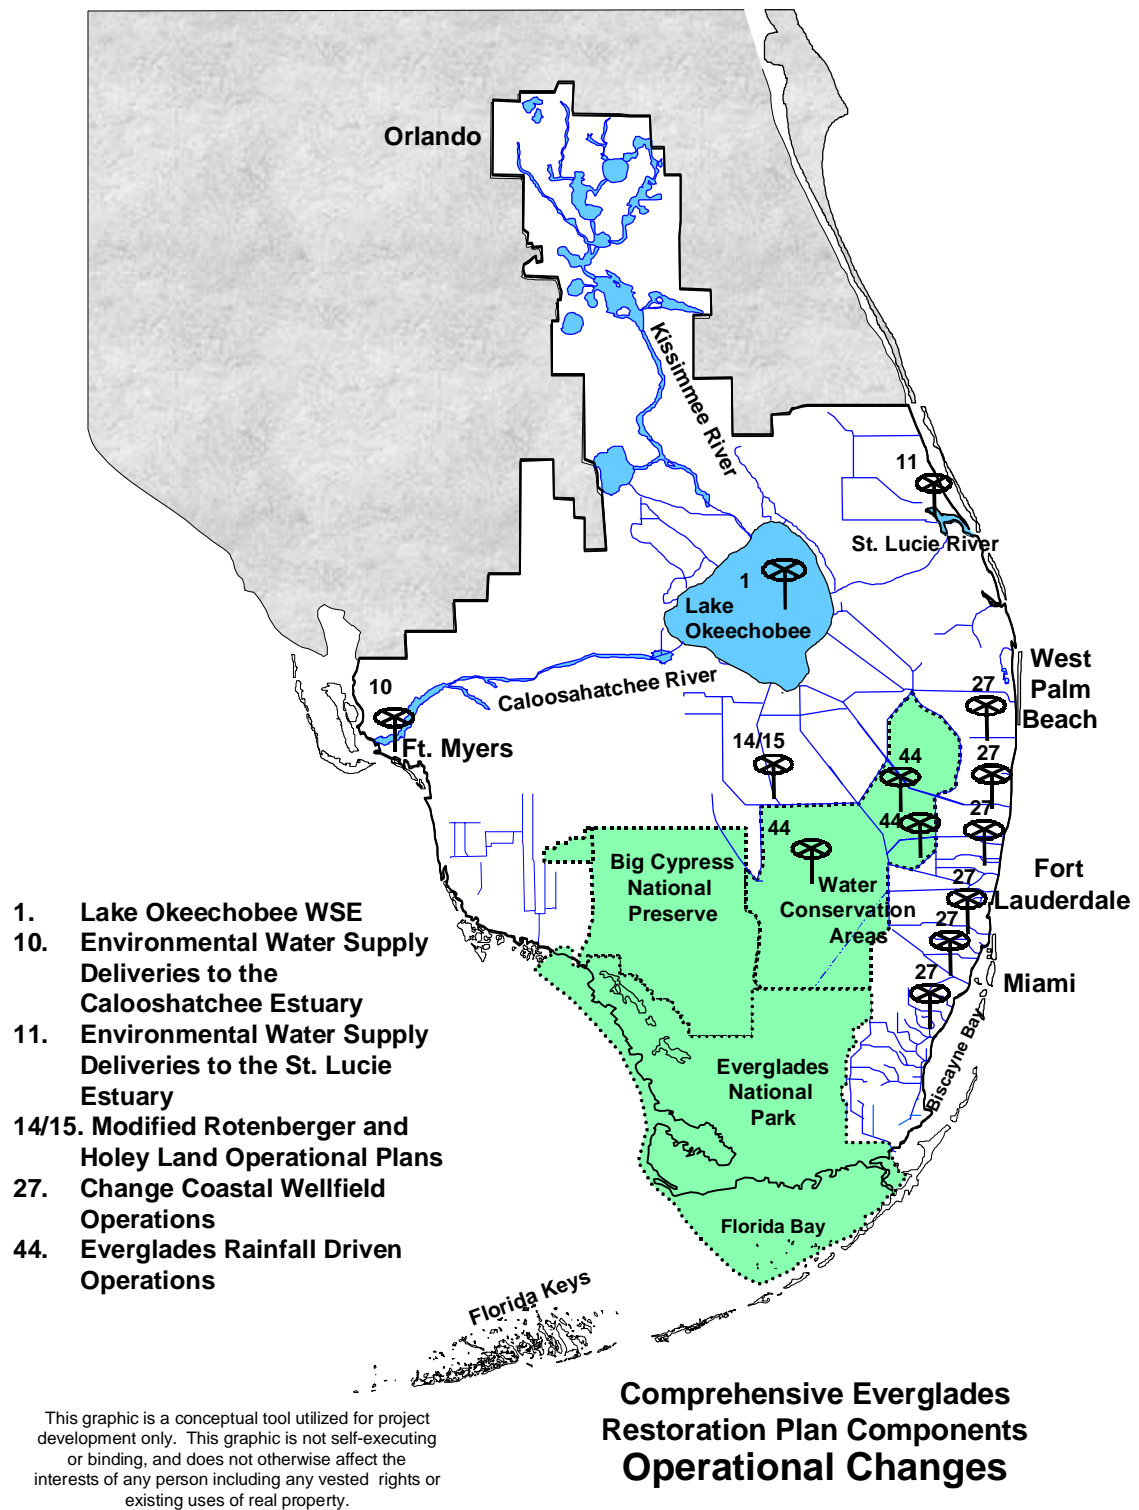 Orlando
Kissimmee River
11
St. Lucie River
1
Lake
Okeechobee
West
Palm
Beach
10
Caloosahatchee River
27
Ft. Myers
14/15
44
27
44
27
44
Big Cypress
National
Preserve
Water
Conservation
Areas
27
Fort
Lauderdale
27
27
Miami
Biscayne Bay
Everglades
National
Park
Florida Bay
Florida Keys
1. Lake Okeechobee WSE
10. Environmental Water Supply
Deliveries to the
Calooshatchee Estuary
11. Environmental Water Supply
Deliveries to the St. Lucie
Estuary
14/15. Modified Rotenberger and
Holey Land Operational Plans
27. Change Coastal Wellfield
Operations
44. Everglades Rainfall Driven
Operations
This graphic is a conceptual tool utilized for project
development only. This graphic is not self-executing
or binding, and does not otherwise affect the
interests of any person including any vested rights or
existing uses of real property.
Comprehensive Everglades
Restoration Plan Components
Operational Changes